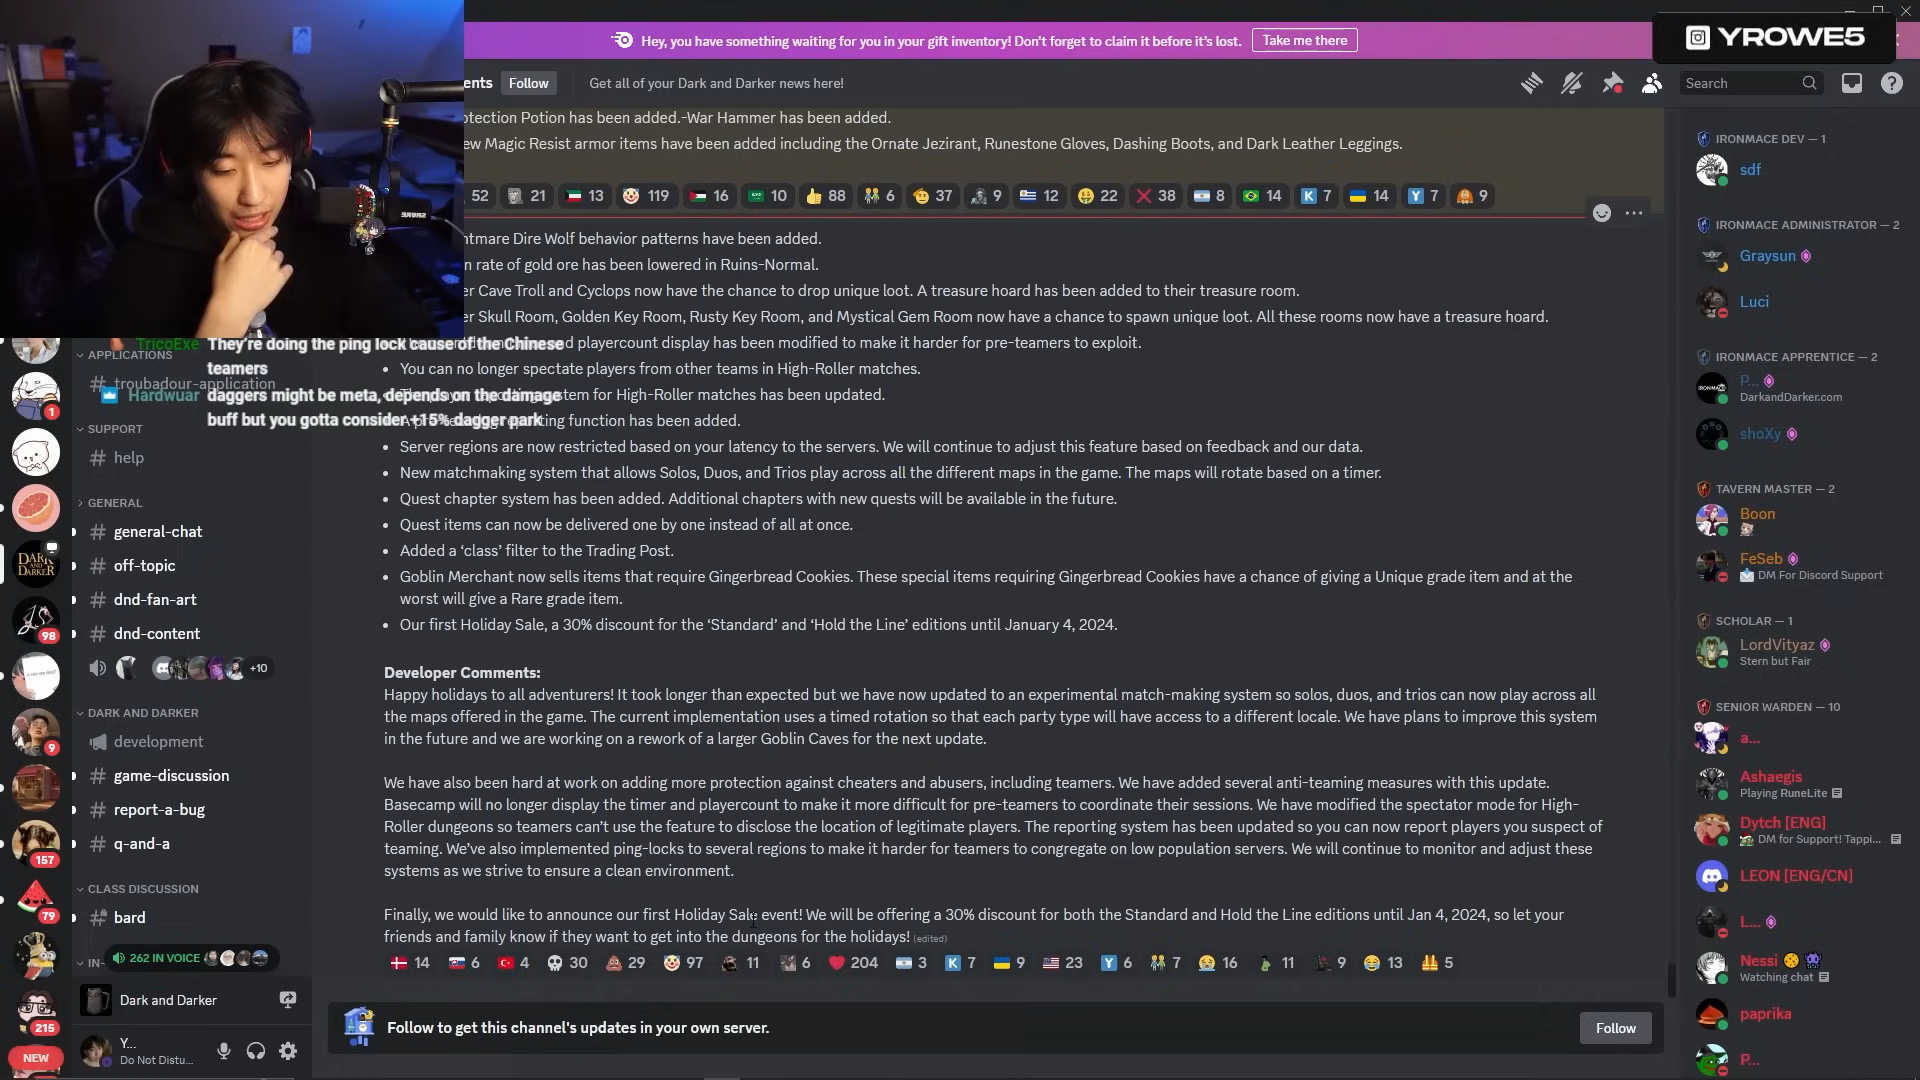 Hey, you have something waiting for you in your gift inventory! Don't forget to claim it before it's lost.
Take me there
YROWE5
ents
Follow
Get all of your Dark and Darker news here!
Search
otection Potion has been added.-War Hammer has been added.
ew Magic Resist armor items have been added including the Ornate Jezirant, Runestone Gloves, Dashing Boots, and Dark Leather Leggings.
52 21 13 119 16 10 88 6 37 9 12 22 38 8 14 7 14 7 9
ntmare Dire Wolf behavior patterns have been added.
n rate of gold ore has been lowered in Ruins-Normal.
er Cave Troll and Cyclops now have the chance to drop unique loot. A treasure hoard has been added to their treasure room.
er Skull Room, Golden Key Room, Rusty Key Room, and Mystical Gem Room now have a chance to spawn unique loot. All these rooms now have a treasure hoard.
d playercount display has been modified to make it harder for pre-teamers to exploit.
• You can no longer spectate players from other teams in High-Roller matches.
stem for High-Roller matches has been updated.
ting function has been added.
• Server regions are now restricted based on your latency to the servers. We will continue to adjust this feature based on feedback and our data.
• New matchmaking system that allows Solos, Duos, and Trios play across all the different maps in the game. The maps will rotate based on a timer.
• Quest chapter system has been added. Additional chapters with new quests will be available in the future.
• Quest items can now be delivered one by one instead of all at once.
• Added a 'class' filter to the Trading Post.
• Goblin Merchant now sells items that require Gingerbread Cookies. These special items requiring Gingerbread Cookies have a chance of giving a Unique grade item and at the
worst will give a Rare grade item.
• Our first Holiday Sale, a 30% discount for the 'Standard' and 'Hold the Line' editions until January 4, 2024.
Developer Comments:
Happy holidays to all adventurers! It took longer than expected but we have now updated to an experimental match-making system so solos, duos, and trios can now play across all
the maps offered in the game. The current implementation uses a timed rotation so that each party type will have access to a different locale. We have plans to improve this system
in the future and we are working on a rework of a larger Goblin Caves for the next update.
We have also been hard at work on adding more protection against cheaters and abusers, including teamers. We have added several anti-teaming measures with this update.
Basecamp will no longer display the timer and playercount to make it more difficult for pre-teamers to coordinate their sessions. We have modified the spectator mode for High-
Roller dungeons so teamers can't use the feature to disclose the location of legitimate players. The reporting system has been updated so you can now report players you suspect of
teaming. We've also implemented ping-locks to several regions to make it harder for teamers to congregate on low population servers. We will continue to monitor and adjust these
systems as we strive to ensure a clean environment.
Finally, we would like to announce our first Holiday Sale event! We will be offering a 30% discount for both the Standard and Hold the Line editions until Jan 4, 2024, so let your
friends and family know if they want to get into the dungeons for the holidays! (edited)
14 6 4 30 29 97 11 6 204 3 K 7 9 23 Y 6 7 16 11 9 13 5
Follow to get this channel's updates in your own server.
Follow
TricoExe They're doing the ping lock cause of the Chinese
teamers
Hardwuar daggers might be meta, depends on the damage
buff but you gotta consider +15% dagger park
APPLICATIONS
troubadour-application
SUPPORT
help
GENERAL
general-chat
off-topic
dnd-fan-art
dnd-content
+10
DARK AND DARKER
development
game-discussion
report-a-bug
q-and-a
CLASS DISCUSSION
bard
IN-
262 IN VOICE
Dark and Darker
Y...
Do Not Distu...
1
DARK
AND
DARKER
98
9
157
79
215
NEW
IRONMACE DEV — 1
sdf
IRONMACE ADMINISTRATOR — 2
Graysun
Luci
IRONMACE APPRENTICE — 2
P...
DarkandDarker.com
shoXy
TAVERN MASTER — 2
Boon
FeSeb
DM For Discord Support
SCHOLAR — 1
LordVityaz
Stern but Fair
SENIOR WARDEN — 10
a...
Ashaegis
Playing RuneLite
Dytch [ENG]
DM for Support! Tappi...
LEON [ENG/CN]
L...
Nessi
Watching chat
paprika
P...